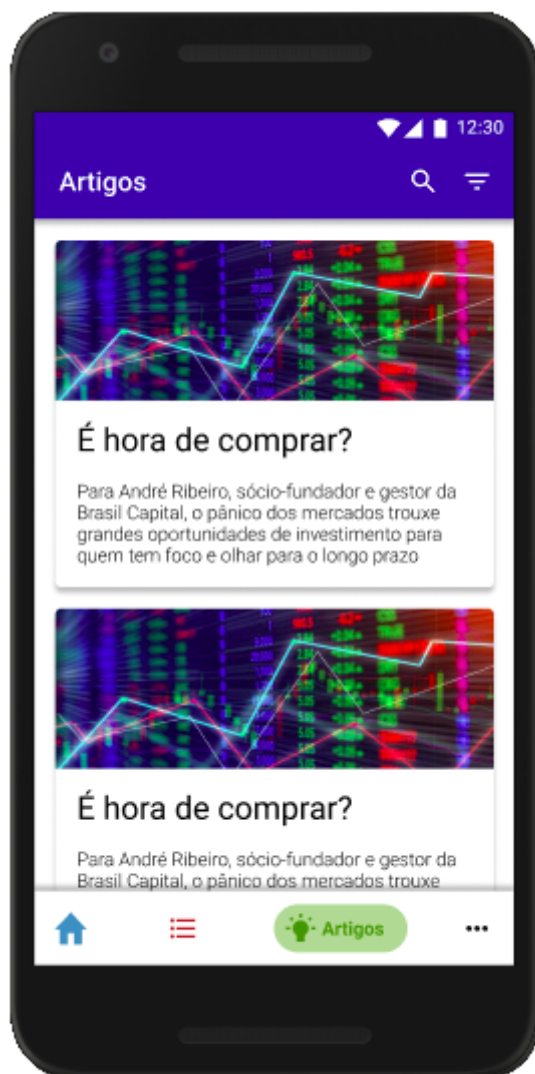 12:30
Artigos
É hora de comprar?
Para André Ribeiro, sócio-fundador e gestor da
Brasil Capital, o pânico dos mercados trouxe
grandes oportunidades de investimento para
quem tem foco e olhar para o longo prazo
É hora de comprar?
Para André Ribeiro, sócio-fundador e gestor da
Brasil Capital, o pânico dos mercados trouxe
Artigos